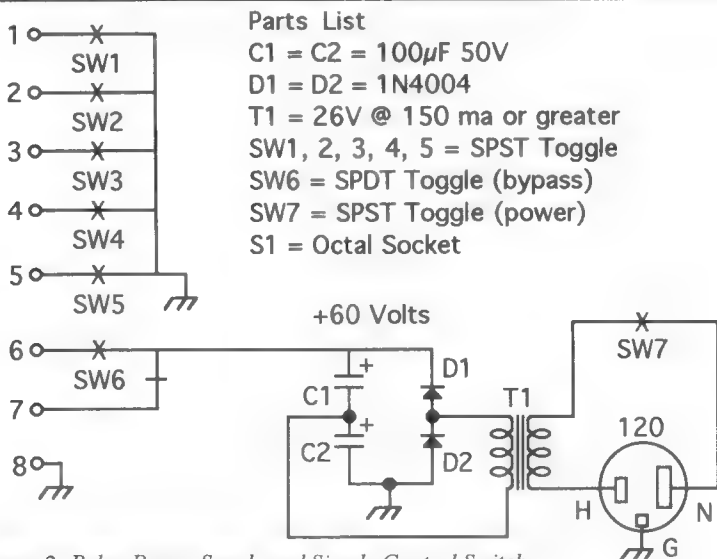 Parts List
C1 = C2 = 100µF 50V
D1 = D2 = 1N4004
T1 = 26V @ 150 ma or greater
SW1, 2, 3, 4, 5 = SPST Toggle
SW6 = SPDT Toggle (bypass)
SW7 = SPST Toggle (power)
S1 = Octal Socket
1
SW1
2
SW2
3
SW3
4
SW4
5
SW5
+60 Volts
6
SW6
7
8
C1
+
C2
+
D1
D2
T1
SW7
120
H
N
G